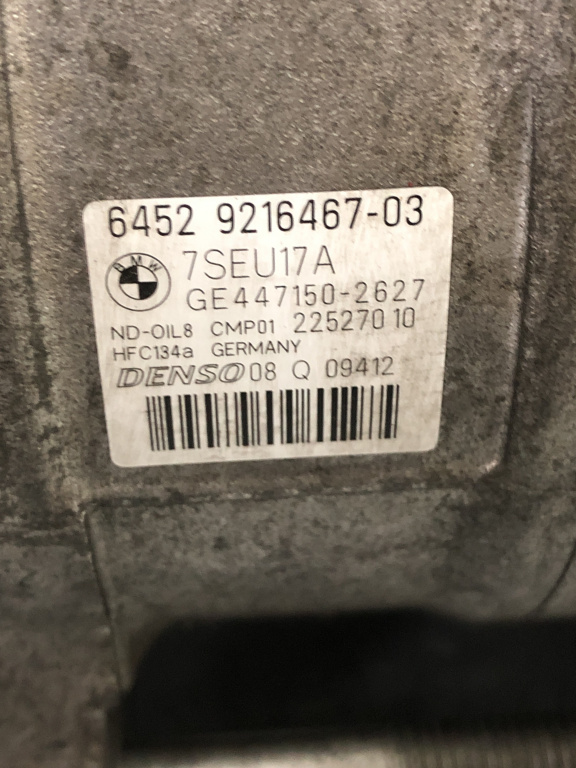 6452 9216467-03
BMW
7SEU17A
GE447150-2627
ND-OIL8 CMP01 22527010
HFC134a GERMANY
DENSO 08 Q 09412